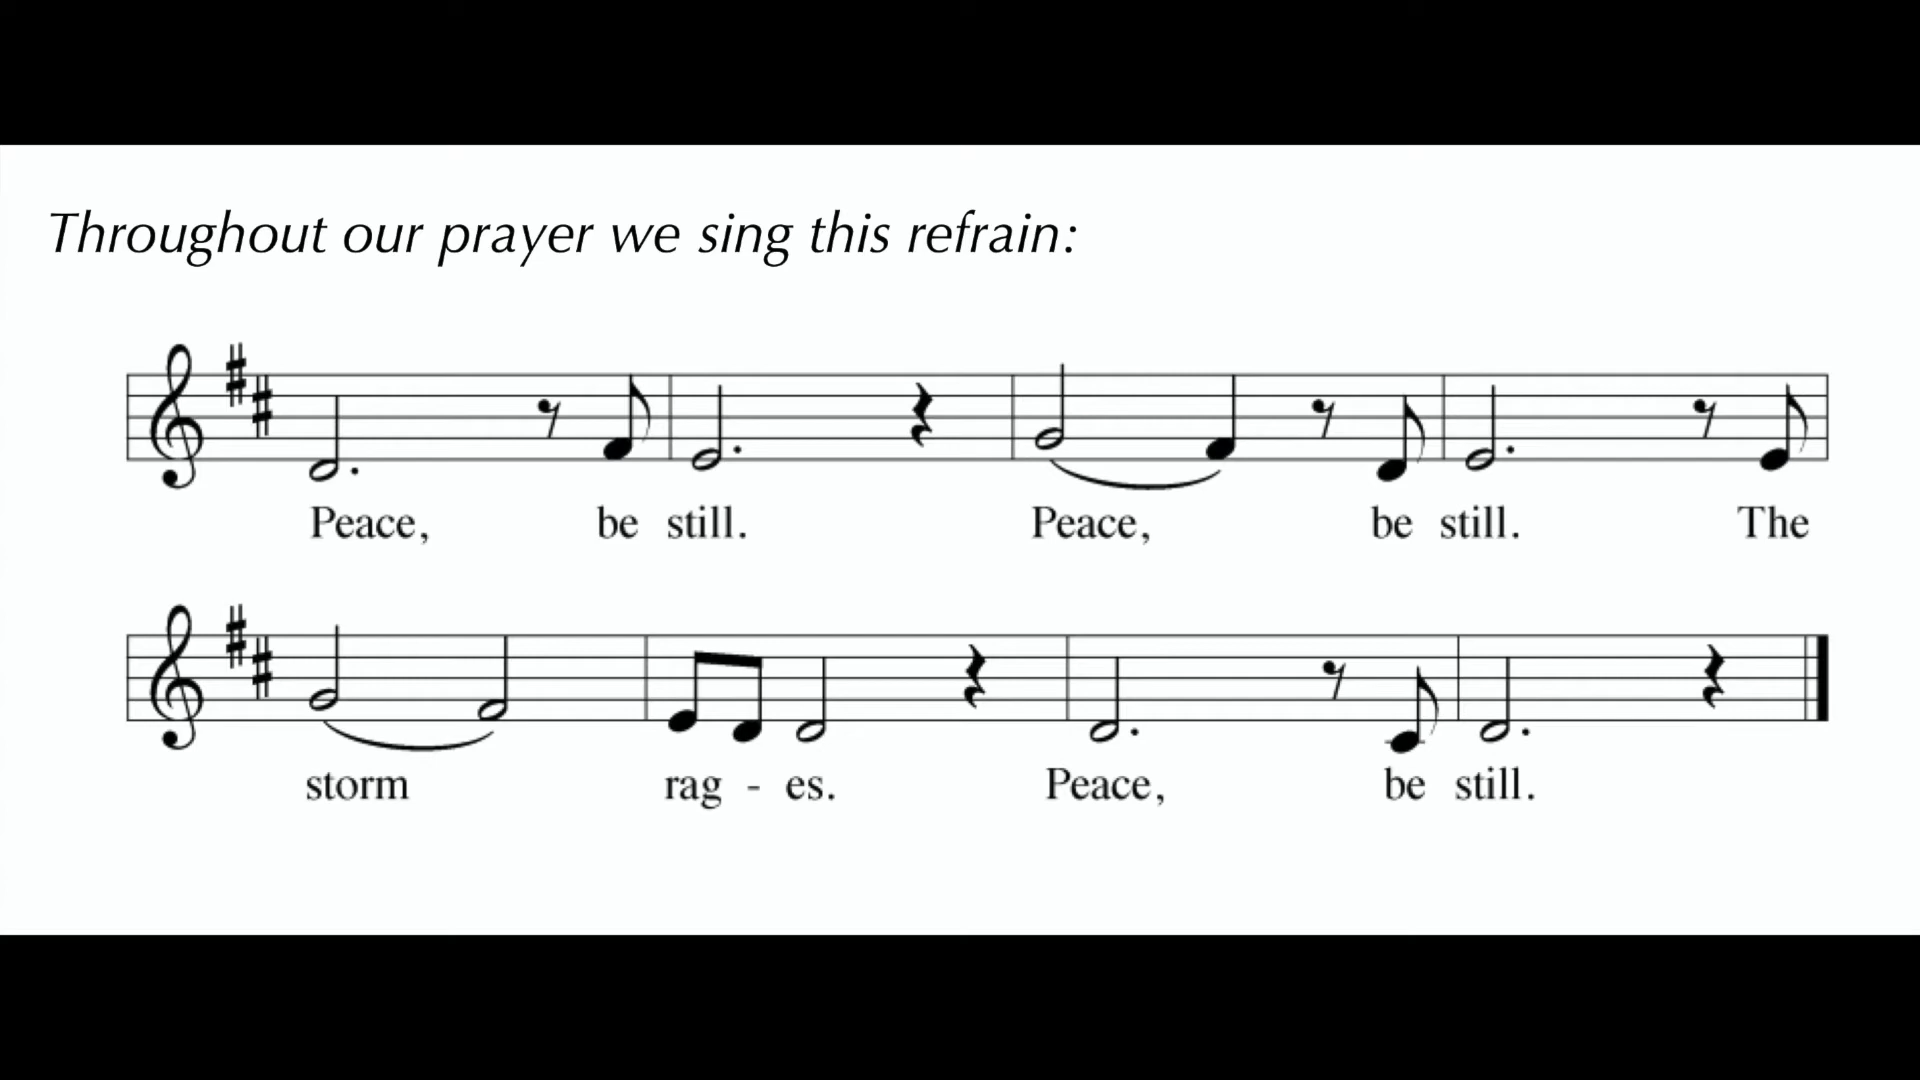 Throughout our prayer we sing this refrain:
Peace, be still. Peace, be still. The
storm rag - es. Peace, be still.